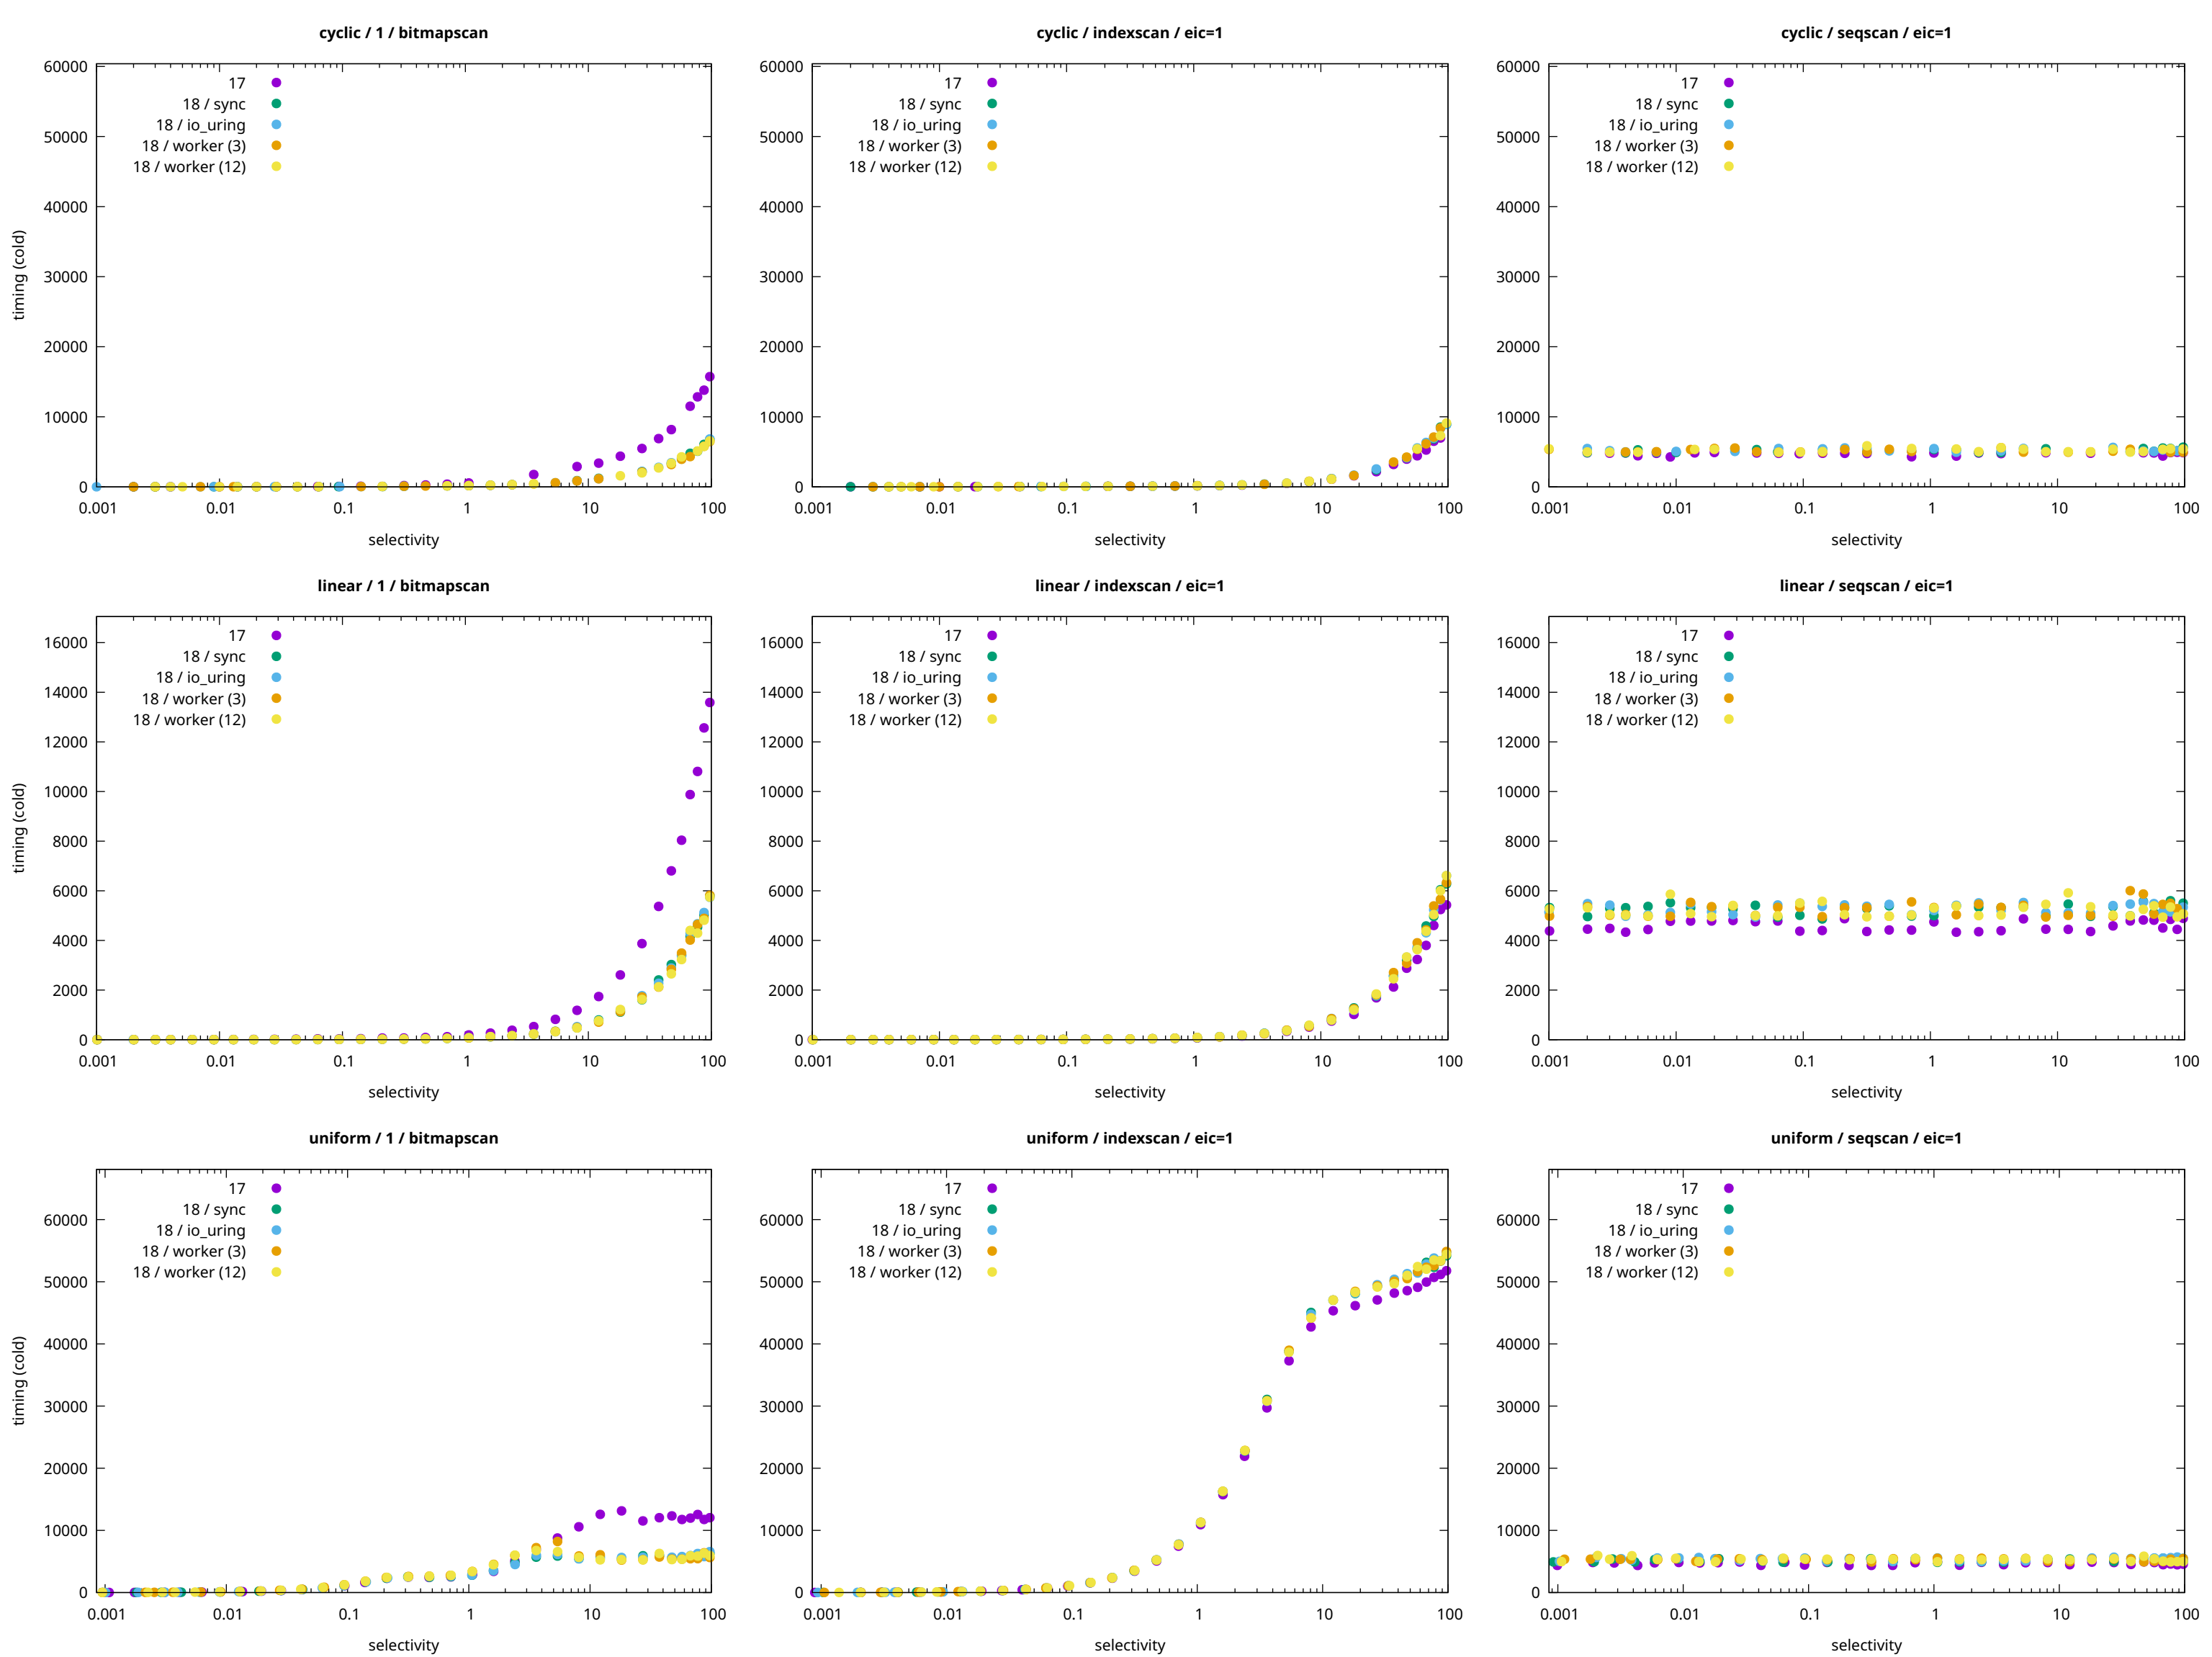 cyclic / 1 / bitmapscan
60000
50000
40000
30000
20000
10000
0
timing (cold)
17
18 / sync
18 / io_uring
18 / worker (3)
18 / worker (12)
0.001 0.01 0.1 1 10 100
selectivity
cyclic / indexscan / eic=1
60000
50000
40000
30000
20000
10000
0
17
18 / sync
18 / io_uring
18 / worker (3)
18 / worker (12)
0.001 0.01 0.1 1 10 100
selectivity
cyclic / seqscan / eic=1
60000
50000
40000
30000
20000
10000
0
17
18 / sync
18 / io_uring
18 / worker (3)
18 / worker (12)
0.001 0.01 0.1 1 10 100
selectivity
linear / 1 / bitmapscan
16000
14000
12000
10000
8000
6000
4000
2000
0
timing (cold)
17
18 / sync
18 / io_uring
18 / worker (3)
18 / worker (12)
0.001 0.01 0.1 1 10 100
selectivity
linear / indexscan / eic=1
16000
14000
12000
10000
8000
6000
4000
2000
0
17
18 / sync
18 / io_uring
18 / worker (3)
18 / worker (12)
0.001 0.01 0.1 1 10 100
selectivity
linear / seqscan / eic=1
16000
14000
12000
10000
8000
6000
4000
2000
0
17
18 / sync
18 / io_uring
18 / worker (3)
18 / worker (12)
0.001 0.01 0.1 1 10 100
selectivity
uniform / 1 / bitmapscan
60000
50000
40000
30000
20000
10000
0
timing (cold)
17
18 / sync
18 / io_uring
18 / worker (3)
18 / worker (12)
0.001 0.01 0.1 1 10 100
selectivity
uniform / indexscan / eic=1
60000
50000
40000
30000
20000
10000
0
17
18 / sync
18 / io_uring
18 / worker (3)
18 / worker (12)
0.001 0.01 0.1 1 10 100
selectivity
uniform / seqscan / eic=1
60000
50000
40000
30000
20000
10000
0
17
18 / sync
18 / io_uring
18 / worker (3)
18 / worker (12)
0.001 0.01 0.1 1 10 100
selectivity